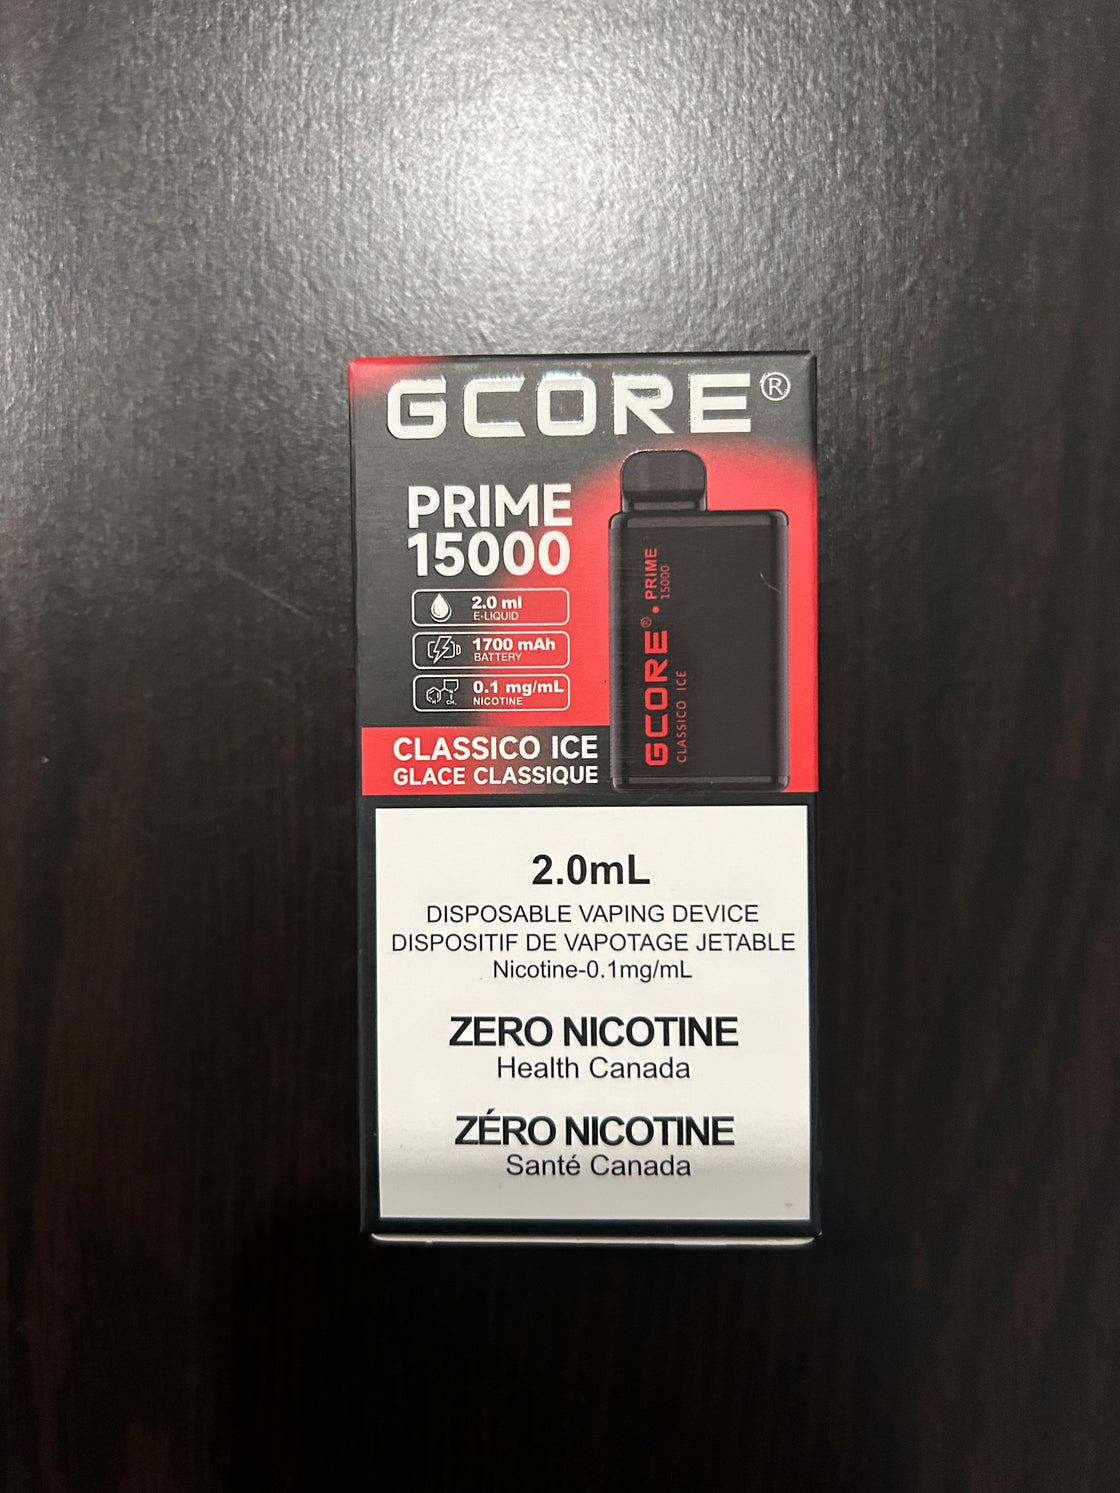 GCORE®
PRIME
15000
2.0 ml
E-LIQUID
1700 mAh
BATTERY
0.1 mg/mL
NICOTINE
CLASSICO ICE
GLACE CLASSIQUE
GCORE® • PRIME
15000
CLASSICO ICE
2.0mL
DISPOSABLE VAPING DEVICE
DISPOSITIF DE VAPOTAGE JETABLE
Nicotine-0.1mg/mL
ZERO NICOTINE
Health Canada
ZÉRO NICOTINE
Santé Canada